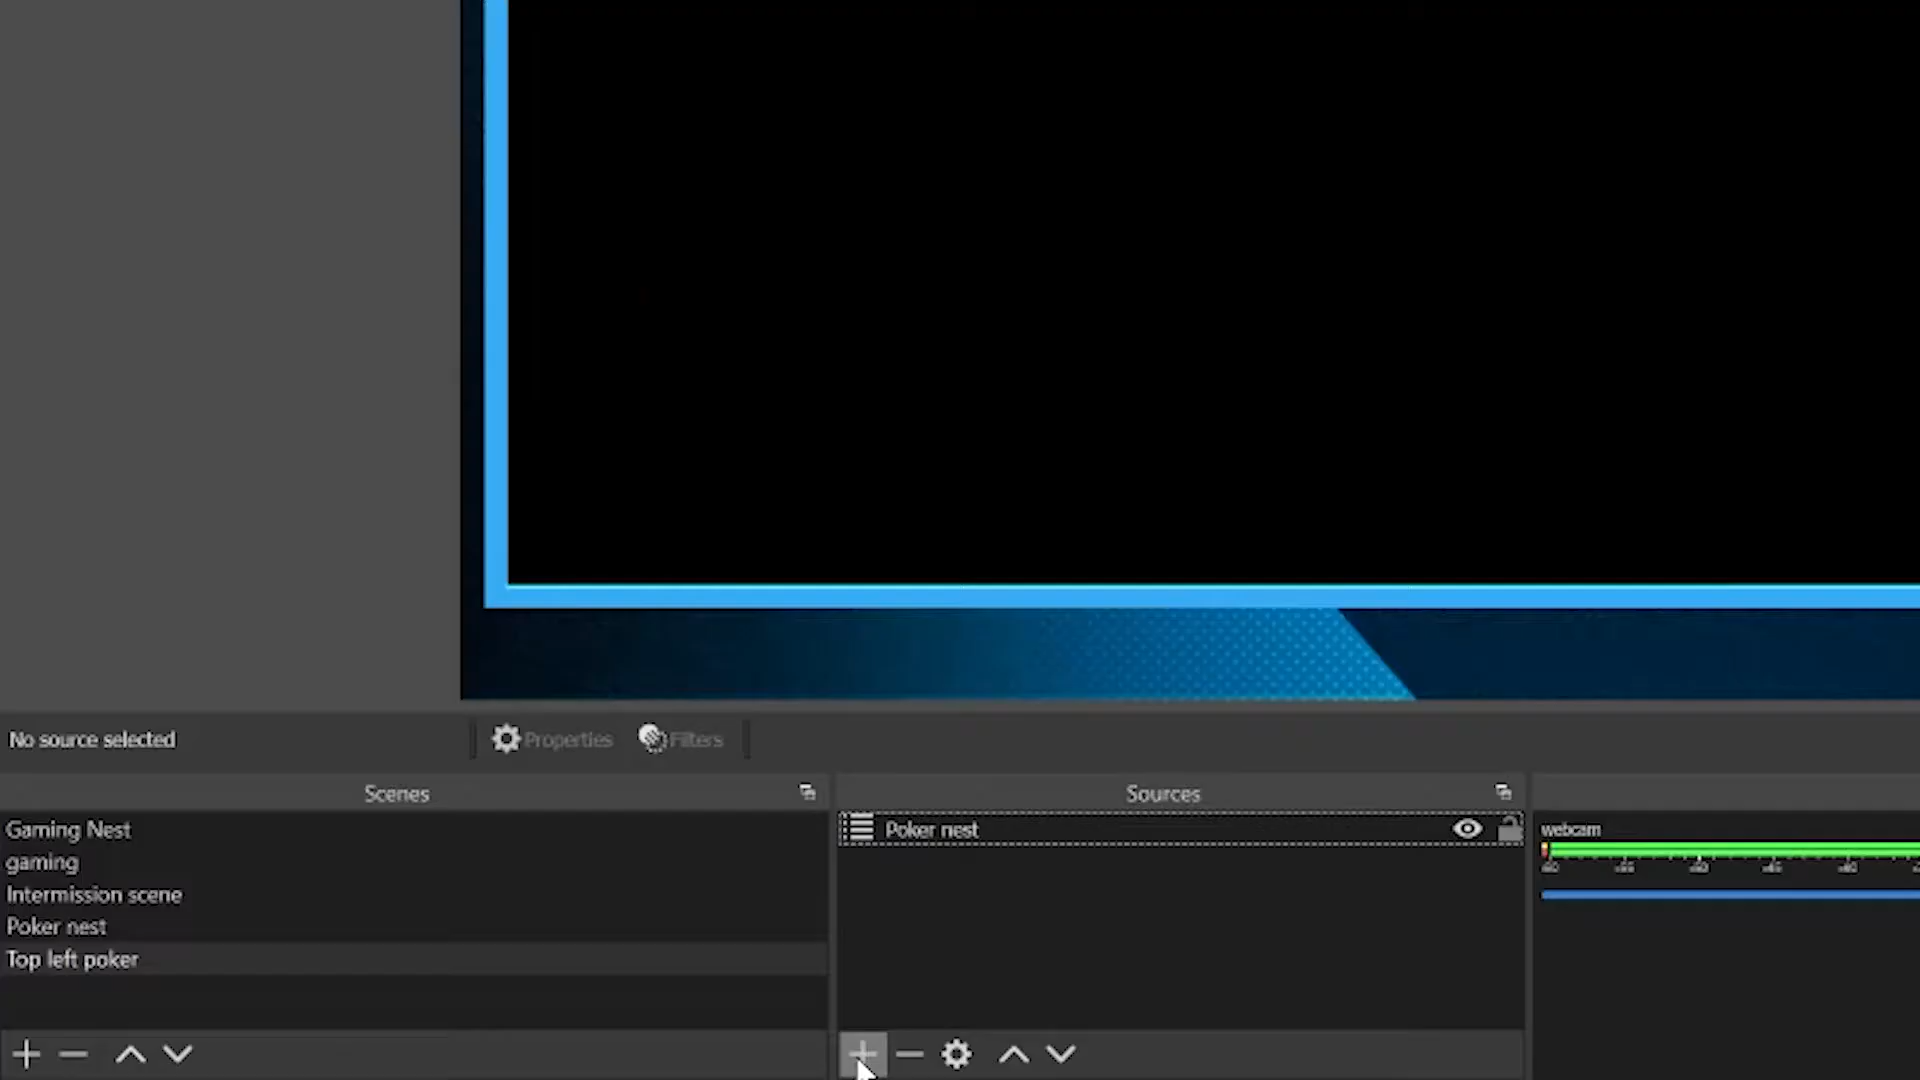 No source selected
Properties
Filters
Scenes
Sources
Gaming Nest
gaming
Intermission scene
Poker nest
Top left poker
Poker nest
webcam